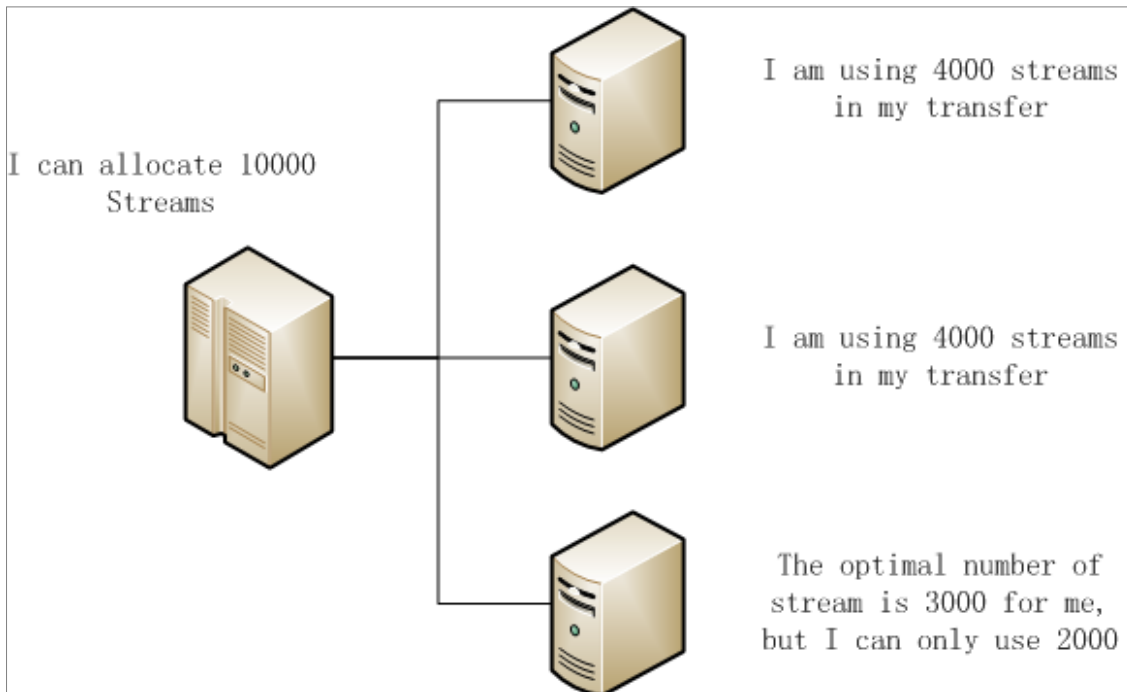 I am using 4000 streams
in my transfer
I can allocate 10000
Streams
I am using 4000 streams
in my transfer
The optimal number of
stream is 3000 for me,
but I can only use 2000